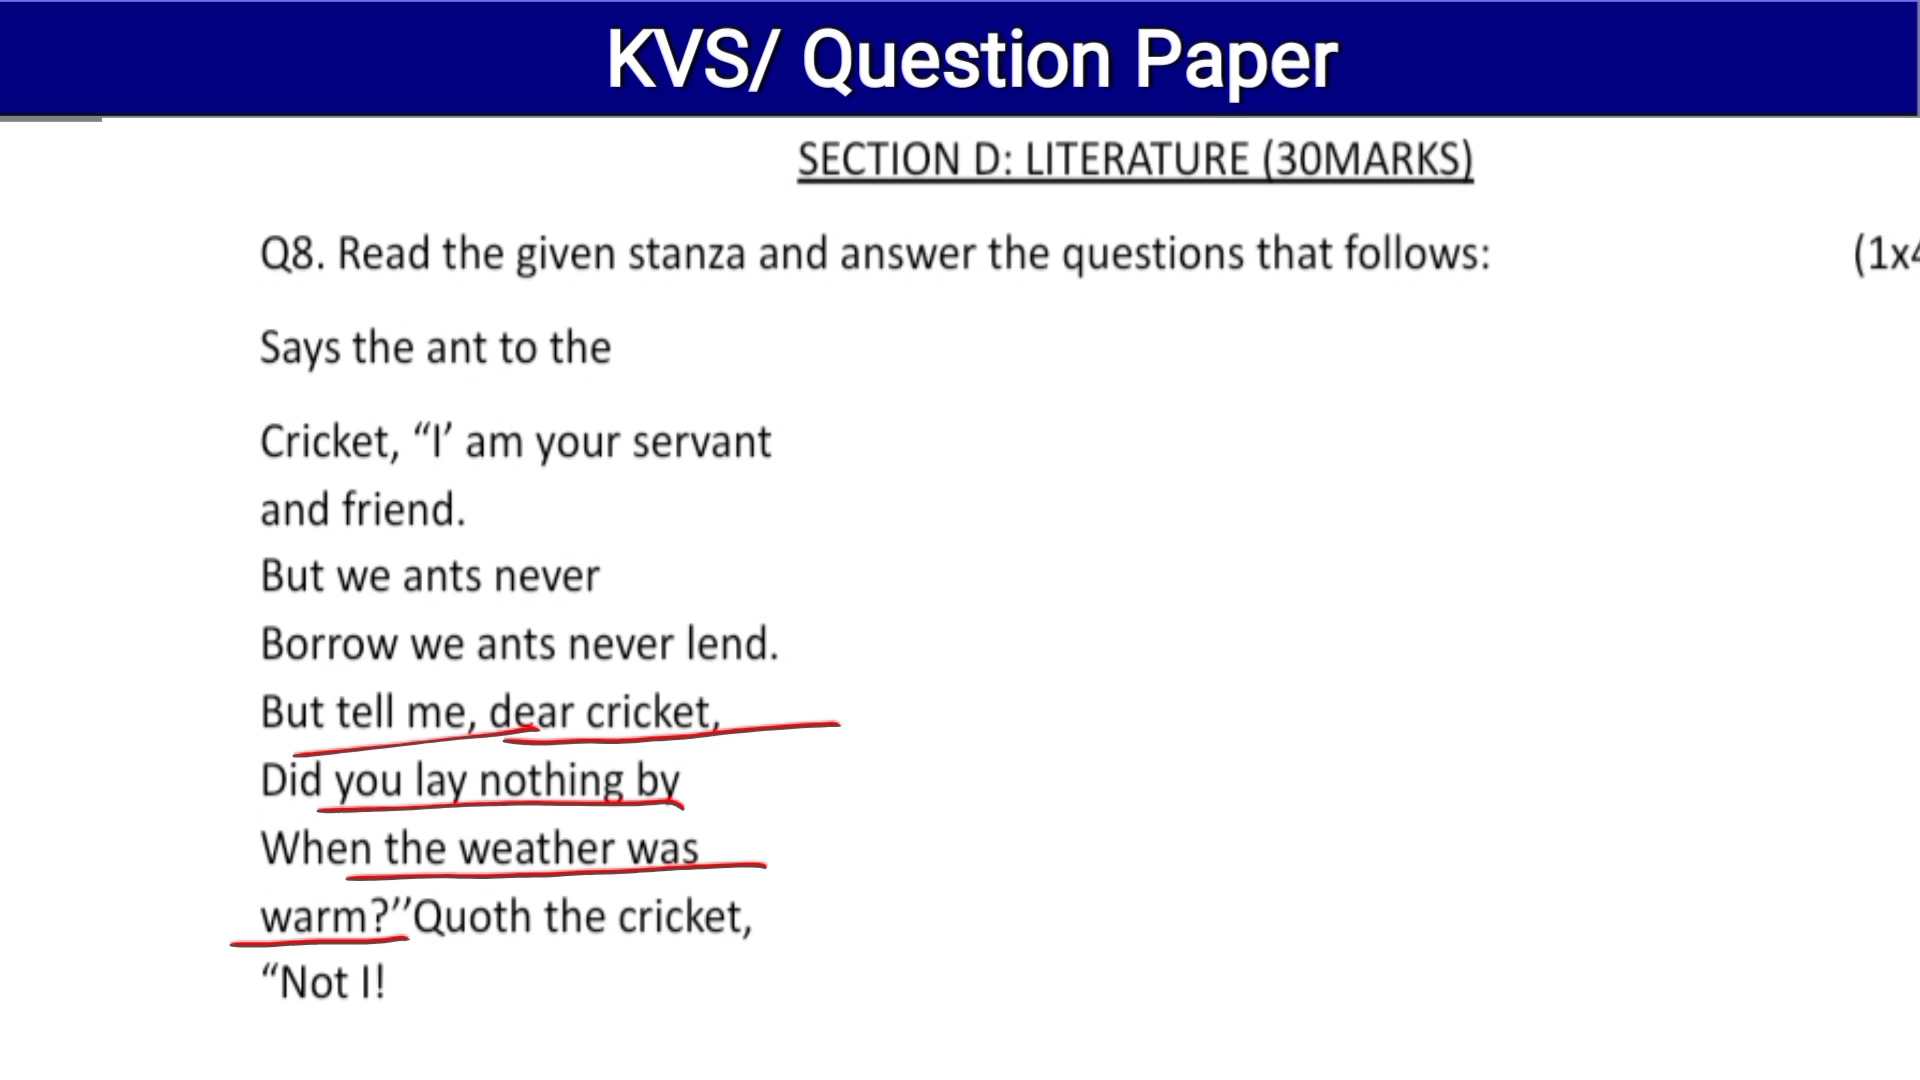 KVS/ Question Paper
SECTION D: LITERATURE (30MARKS)
Q8. Read the given stanza and answer the questions that follows: (1x4
Says the ant to the
Cricket, “I’ am your servant
and friend.
But we ants never
Borrow we ants never lend.
But tell me, dear cricket,
Did you lay nothing by
When the weather was
warm?’’Quoth the cricket,
“Not I!